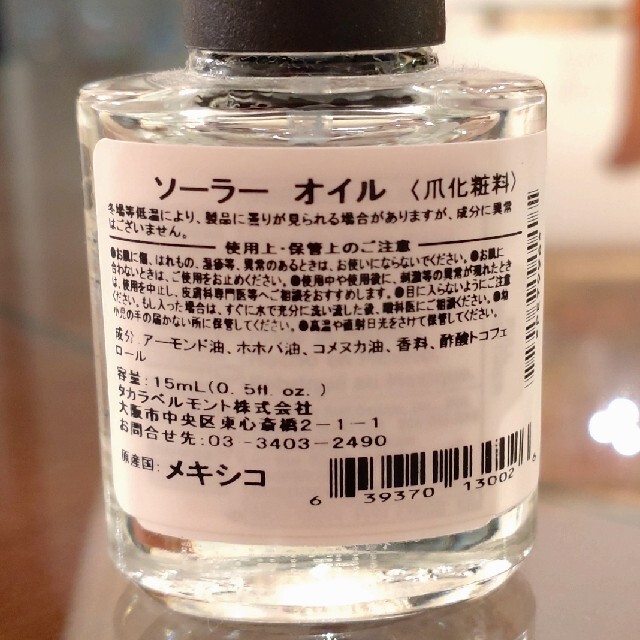 ソーラー オイル 〈爪化粧料〉
冬場等低温により、製品に曇りが見られる場合がありますが、成分に異常
はございません。
使用上・保管上のご注意
●お肌に傷、はれもの、湿疹等、異常のあるときは、お使いにならないでください。●お肌に
合わないときは、ご使用をお止めください。●使用中や使用後に、刺激等の異常が現れたとき
は、使用を中止し、皮膚科専門医等へご相談をおすすめします。●目に入らないようにご注意
ください。もし入った場合は、すぐに水で充分に洗い流した後、眼科医にご相談ください。●幼
小児の手の届かない所に保管してください。●高温や直射日光をさけて保管してください。
成分:アーモンド油、ホホバ油、コメヌカ油、香料、酢酸トコフェ
ロール
容量:15mL(0.5fl.oz.)
タカラベルモント株式会社
大阪市中央区東心斎橋2-1-1
お問合せ先:03-3403-2490
原産国:メキシコ
6 39370 13002 6